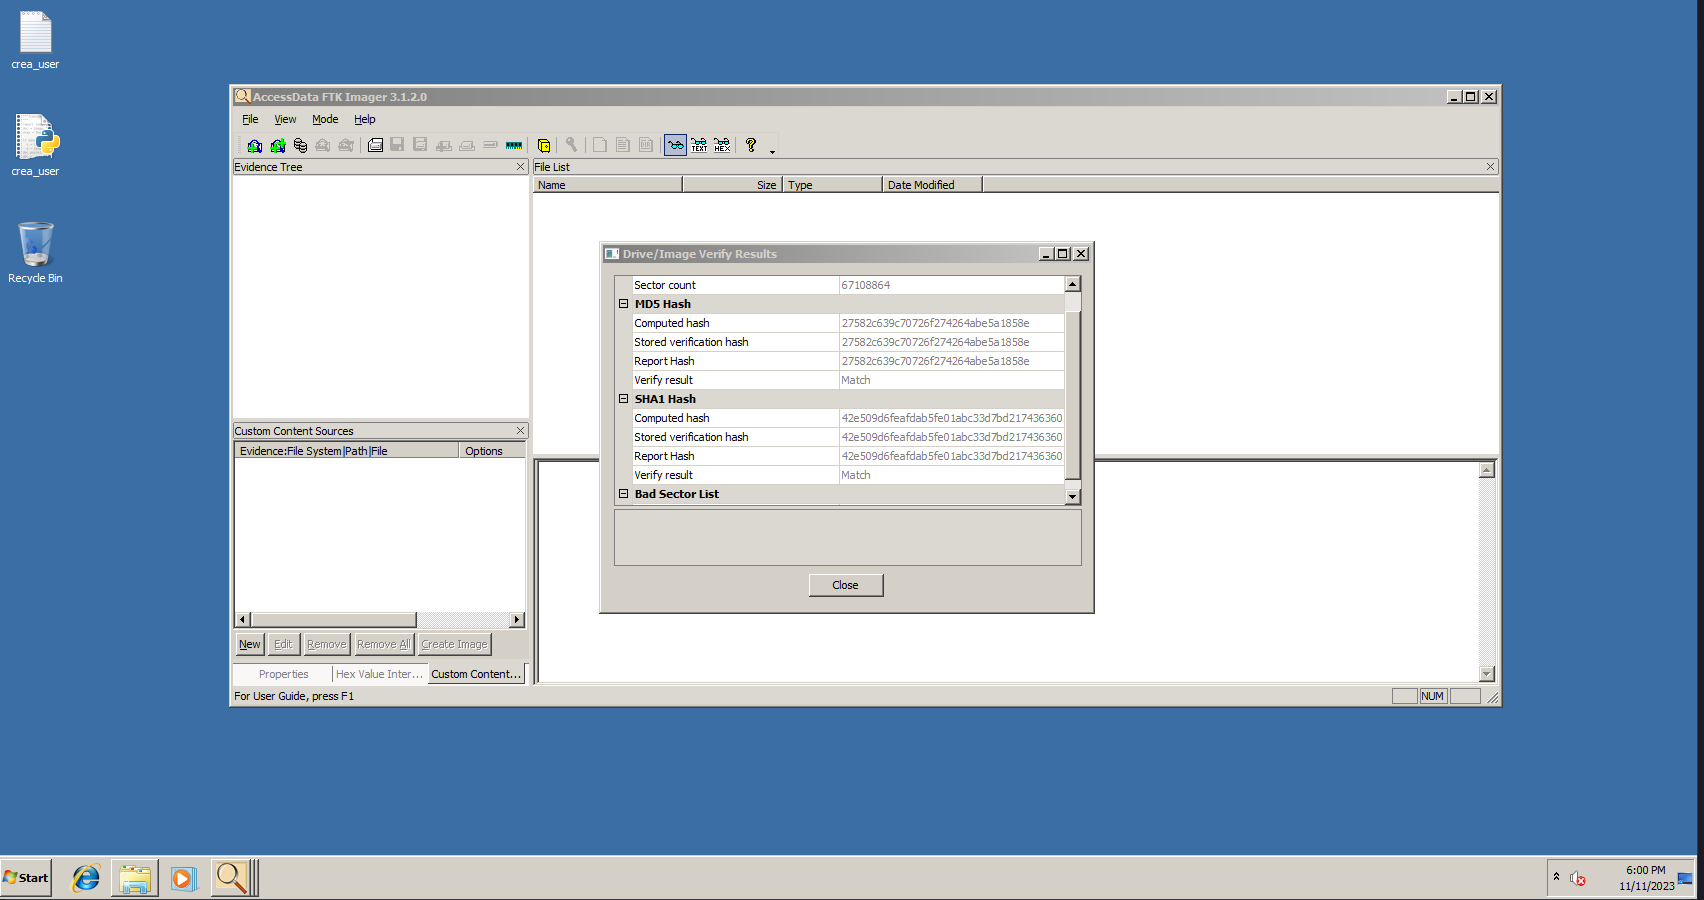 crea_user
crea_user
Recycle Bin
AccessData FTK Imager 3.1.2.0
File View Mode Help
TEXT HEX
Evidence Tree
File List
Name Size Type Date Modified
Drive/Image Verify Results
Sector count 67108864
MD5 Hash
Computed hash 27582c639c70726f274264abe5a1858e
Stored verification hash 27582c639c70726f274264abe5a1858e
Report Hash 27582c639c70726f274264abe5a1858e
Verify result Match
SHA1 Hash
Computed hash 42e509d6feafdab5fe01abc33d7bd217436360
Stored verification hash 42e509d6feafdab5fe01abc33d7bd217436360
Report Hash 42e509d6feafdab5fe01abc33d7bd217436360
Verify result Match
Bad Sector List
Close
Custom Content Sources
Evidence:File System|Path|File Options
New Edit Remove Remove All Create Image
Properties Hex Value Inter... Custom Content...
For User Guide, press F1
NUM
Start
6:00 PM
11/11/2023